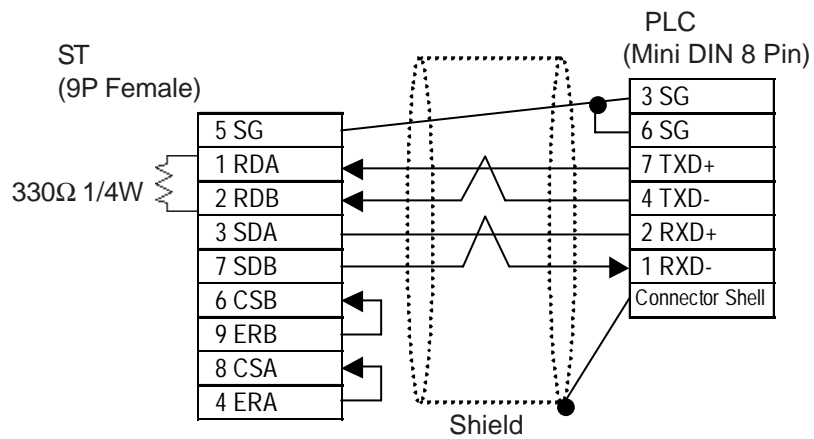 PLC
(Mini DIN 8 Pin)
ST
(9P Female)
5 SG
1 RDA
2 RDB
3 SDA
7 SDB
6 CSB
9 ERB
8 CSA
4 ERA
330Ω 1/4W
3 SG
6 SG
7 TXD+
4 TXD-
2 RXD+
1 RXD-
Connector Shell
Shield